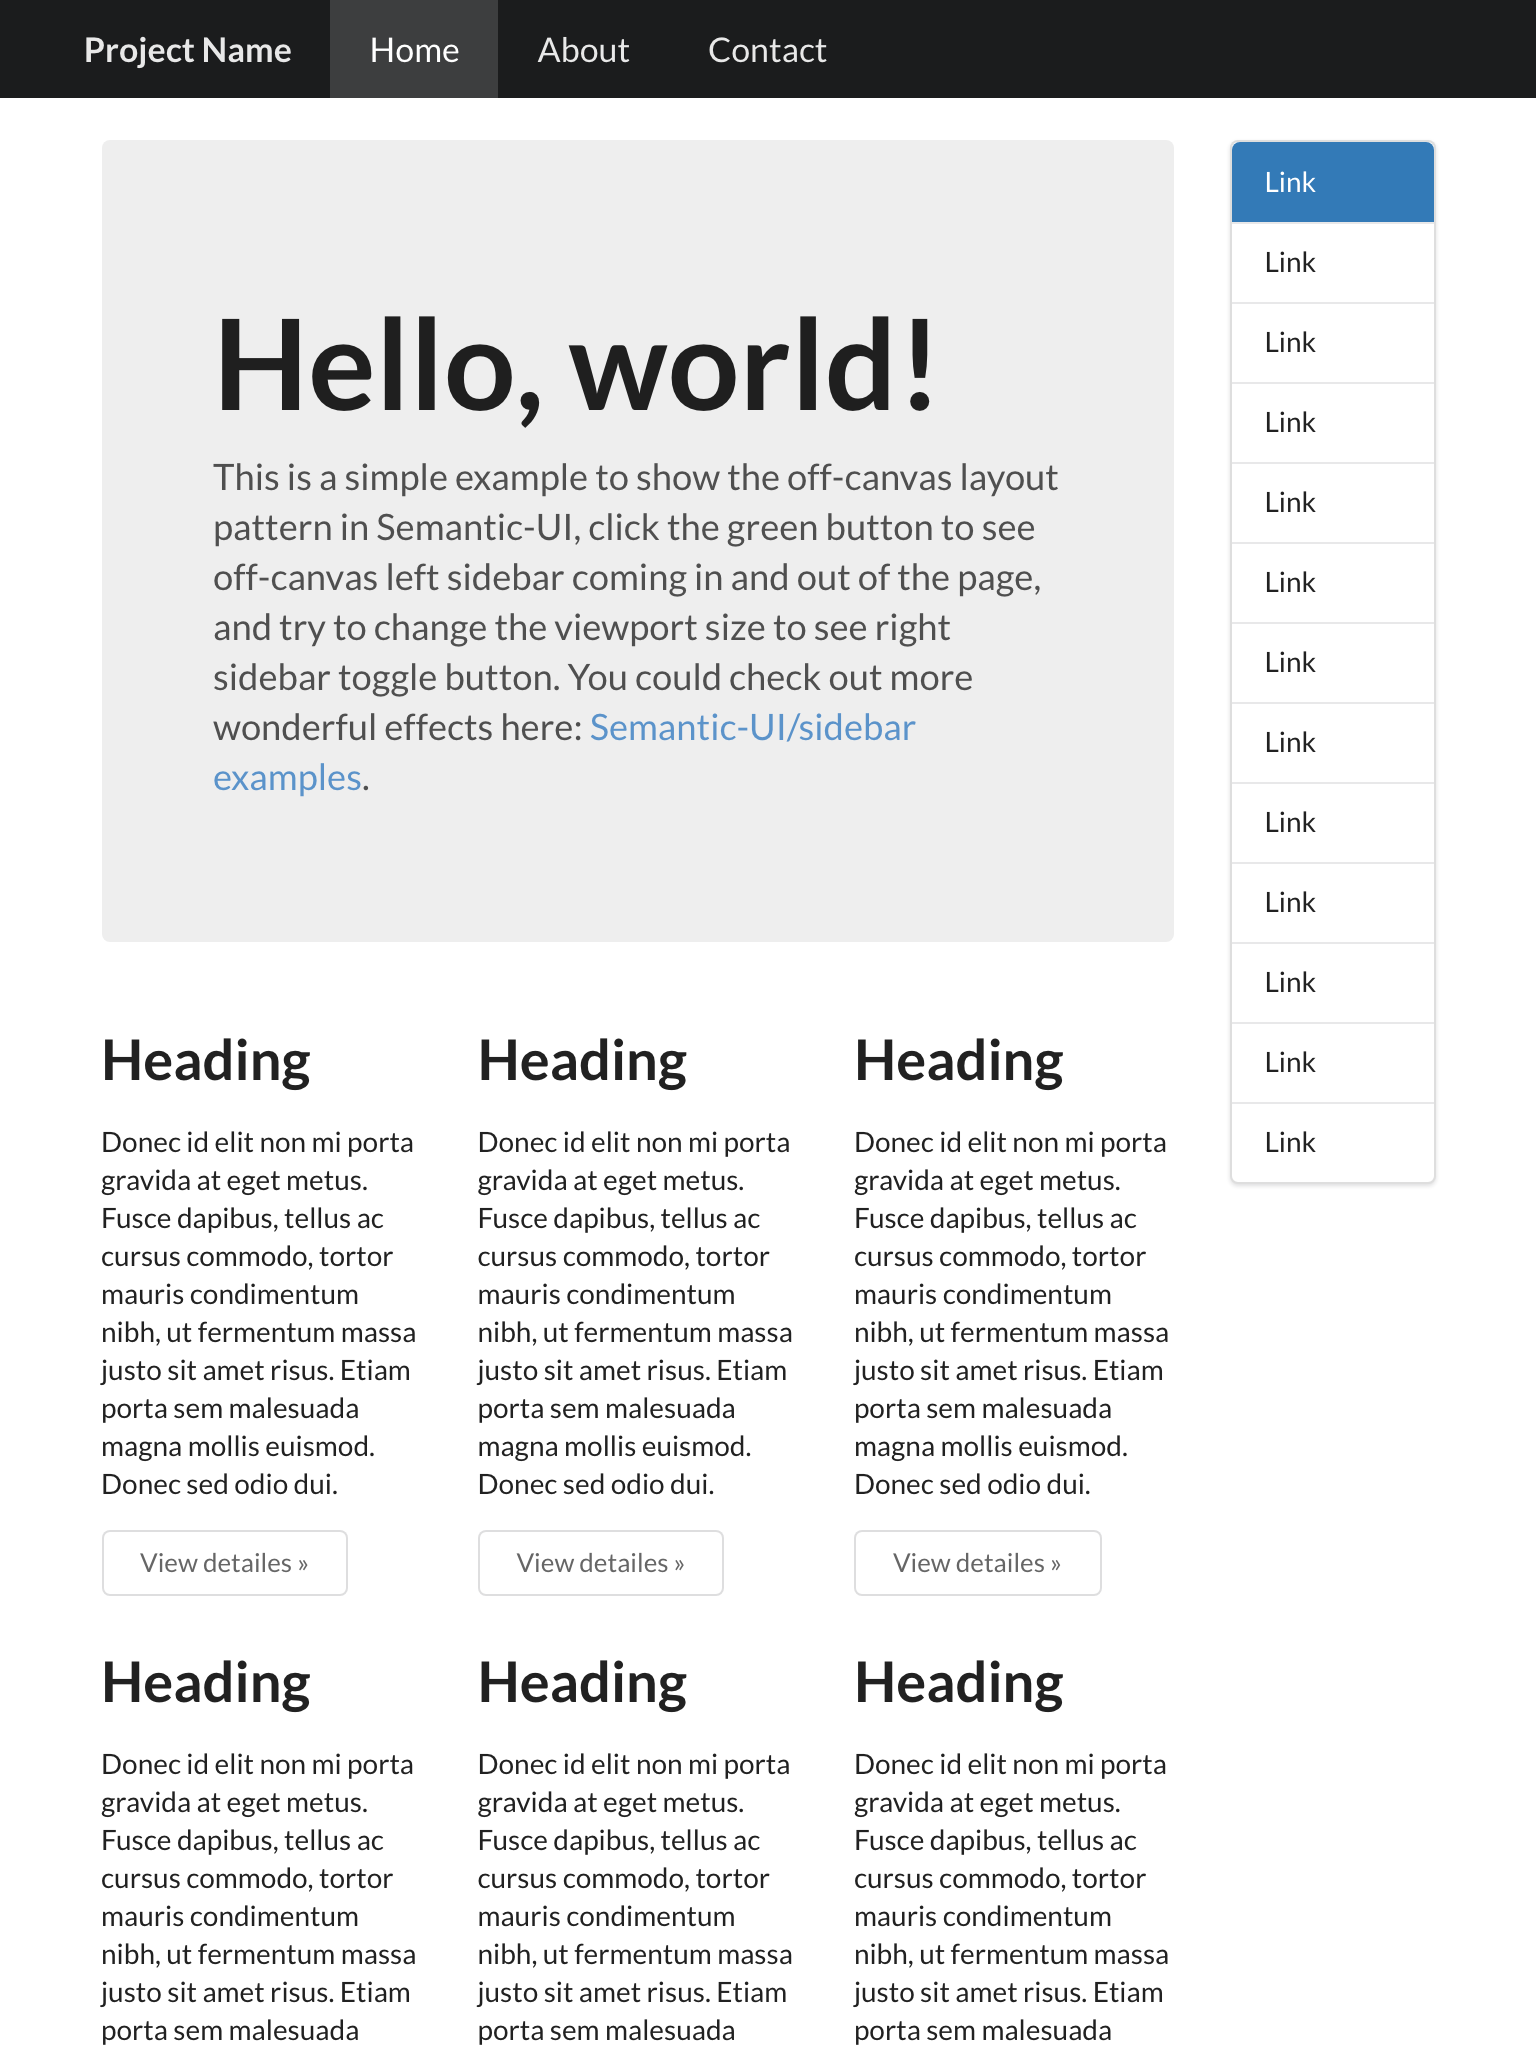 Project Name Home About Contact
Hello, world!
This is a simple example to show the off-canvas layout
pattern in Semantic-UI, click the green button to see
off-canvas left sidebar coming in and out of the page,
and try to change the viewport size to see right
sidebar toggle button. You could check out more
wonderful effects here: Semantic-UI/sidebar
examples.
Link
Link
Link
Link
Link
Link
Link
Link
Link
Link
Link
Link
Link
Heading
Donec id elit non mi porta
gravida at eget metus.
Fusce dapibus, tellus ac
cursus commodo, tortor
mauris condimentum
nibh, ut fermentum massa
justo sit amet risus. Etiam
porta sem malesuada
magna mollis euismod.
Donec sed odio dui.
View detailes »
Heading
Donec id elit non mi porta
gravida at eget metus.
Fusce dapibus, tellus ac
cursus commodo, tortor
mauris condimentum
nibh, ut fermentum massa
justo sit amet risus. Etiam
porta sem malesuada
magna mollis euismod.
Donec sed odio dui.
View detailes »
Heading
Donec id elit non mi porta
gravida at eget metus.
Fusce dapibus, tellus ac
cursus commodo, tortor
mauris condimentum
nibh, ut fermentum massa
justo sit amet risus. Etiam
porta sem malesuada
magna mollis euismod.
Donec sed odio dui.
View detailes »
Heading
Donec id elit non mi porta
gravida at eget metus.
Fusce dapibus, tellus ac
cursus commodo, tortor
mauris condimentum
nibh, ut fermentum massa
justo sit amet risus. Etiam
porta sem malesuada
Heading
Donec id elit non mi porta
gravida at eget metus.
Fusce dapibus, tellus ac
cursus commodo, tortor
mauris condimentum
nibh, ut fermentum massa
justo sit amet risus. Etiam
porta sem malesuada
Heading
Donec id elit non mi porta
gravida at eget metus.
Fusce dapibus, tellus ac
cursus commodo, tortor
mauris condimentum
nibh, ut fermentum massa
justo sit amet risus. Etiam
porta sem malesuada